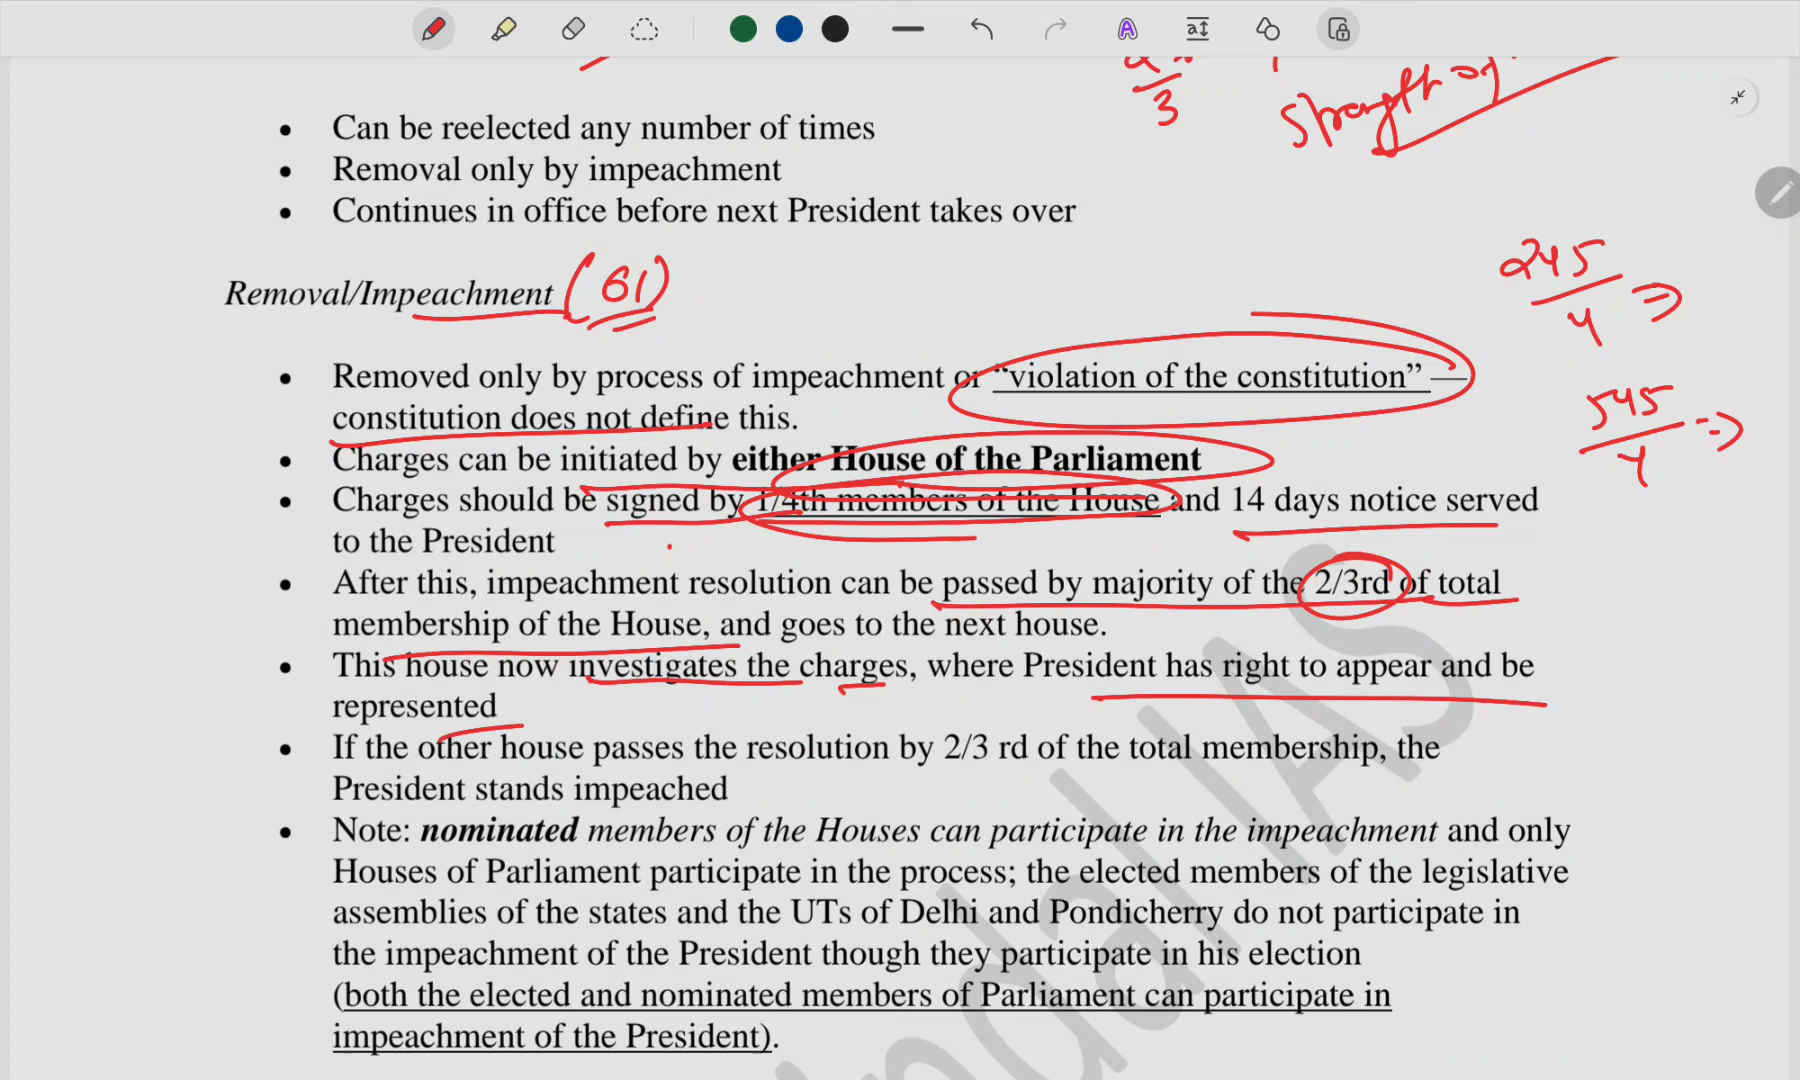 3
strength of
• Can be reelected any number of times
• Removal only by impeachment
• Continues in office before next President takes over
Removal/Impeachment (61)
245
4 ⇒
• Removed only by process of impeachment or “violation of the constitution” —
constitution does not define this.
545
4 ⇒
• Charges can be initiated by either House of the Parliament
• Charges should be signed by 1/4th members of the House and 14 days notice served
to the President
• After this, impeachment resolution can be passed by majority of the 2/3rd of total
membership of the House, and goes to the next house.
• This house now investigates the charges, where President has right to appear and be
represented
• If the other house passes the resolution by 2/3 rd of the total membership, the
President stands impeached
• Note: nominated members of the Houses can participate in the impeachment and only
Houses of Parliament participate in the process; the elected members of the legislative
assemblies of the states and the UTs of Delhi and Pondicherry do not participate in
the impeachment of the President though they participate in his election
(both the elected and nominated members of Parliament can participate in
impeachment of the President).
IAS